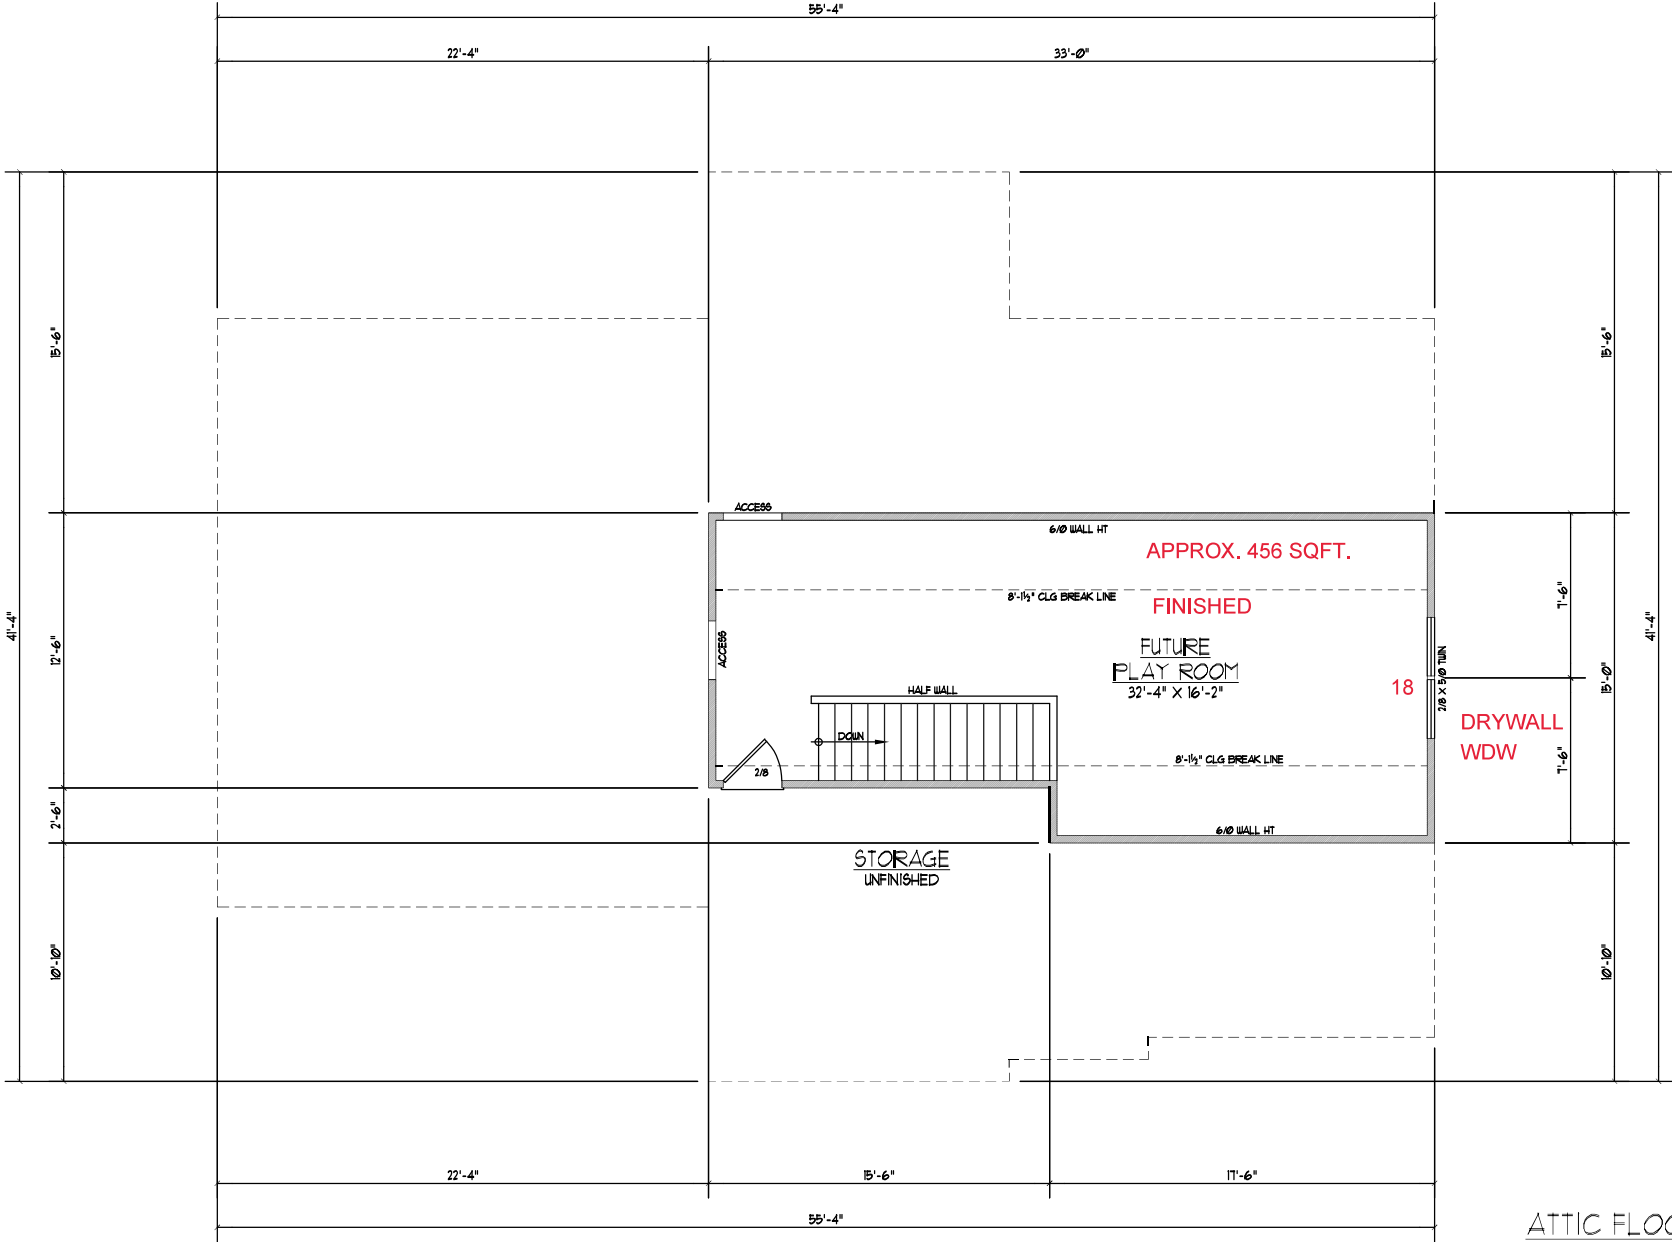 55'-4"
22'-4"
33'-0"
15'-6"
15'-6"
ACCESS
6/0 WALL HT
APPROX. 456 SQFT.
8'-1½" CLG BREAK LINE
FINISHED
7'-6"
41'-4"
12'-6"
ACCESS
FUTURE
PLAY ROOM
32'-4" X 16'-2"
HALF WALL
18
2/8 X 5/0 TWIN
15'-0"
41'-4"
DRYWALL
WDW
DOWN
2/8
8'-1½" CLG BREAK LINE
7'-6"
2'-6"
6/0 WALL HT
STORAGE
UNFINISHED
10'-10"
10'-10"
22'-4"
15'-6"
17'-6"
55'-4"
ATTIC FLOO